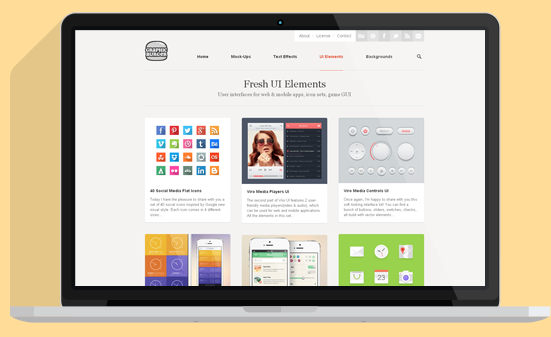 About License Contact
GRAPHIC
BURGER
Home Mock-Ups Text Effects UI Elements Backgrounds
Fresh UI Elements
User interfaces for web & mobile apps, icon sets, game GUI
40 Social Media Flat Icons
Today I have the pleasure to share with you a
set of 40 social icons inspired by Google new
visual style. Each icon comes in 4 different
sizes.
Vire Media Players UI
The second part of Vire UI features 2 user
friendly media players (video & audio), which
can be used for web and mobile applications.
All the elements in this set
Vire Media Controls UI
Once again, I'm happy to share with you this
soft looking interface kit! You can find a
bunch of buttons, sliders, switches, charts,
all build with vector elements.
23